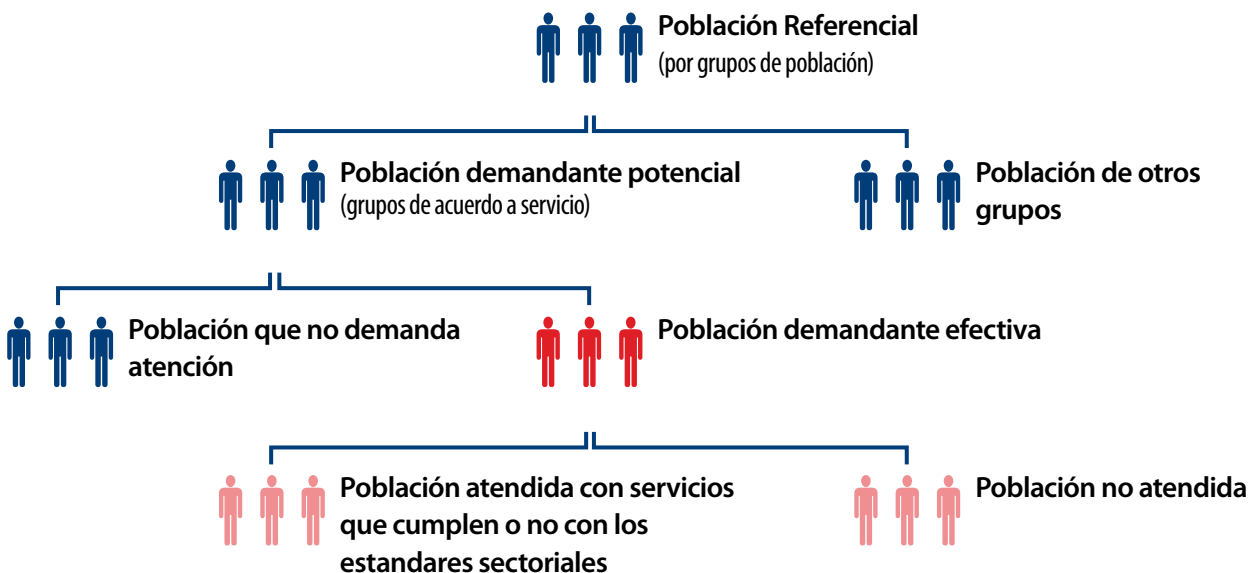 Población Referencial
(por grupos de población)
Población demandante potencial
(grupos de acuerdo a servicio)
Población de otros
grupos
Población que no demanda
atención
Población demandante efectiva
Población atendida con servicios
que cumplen o no con los
estandares sectoriales
Población no atendida